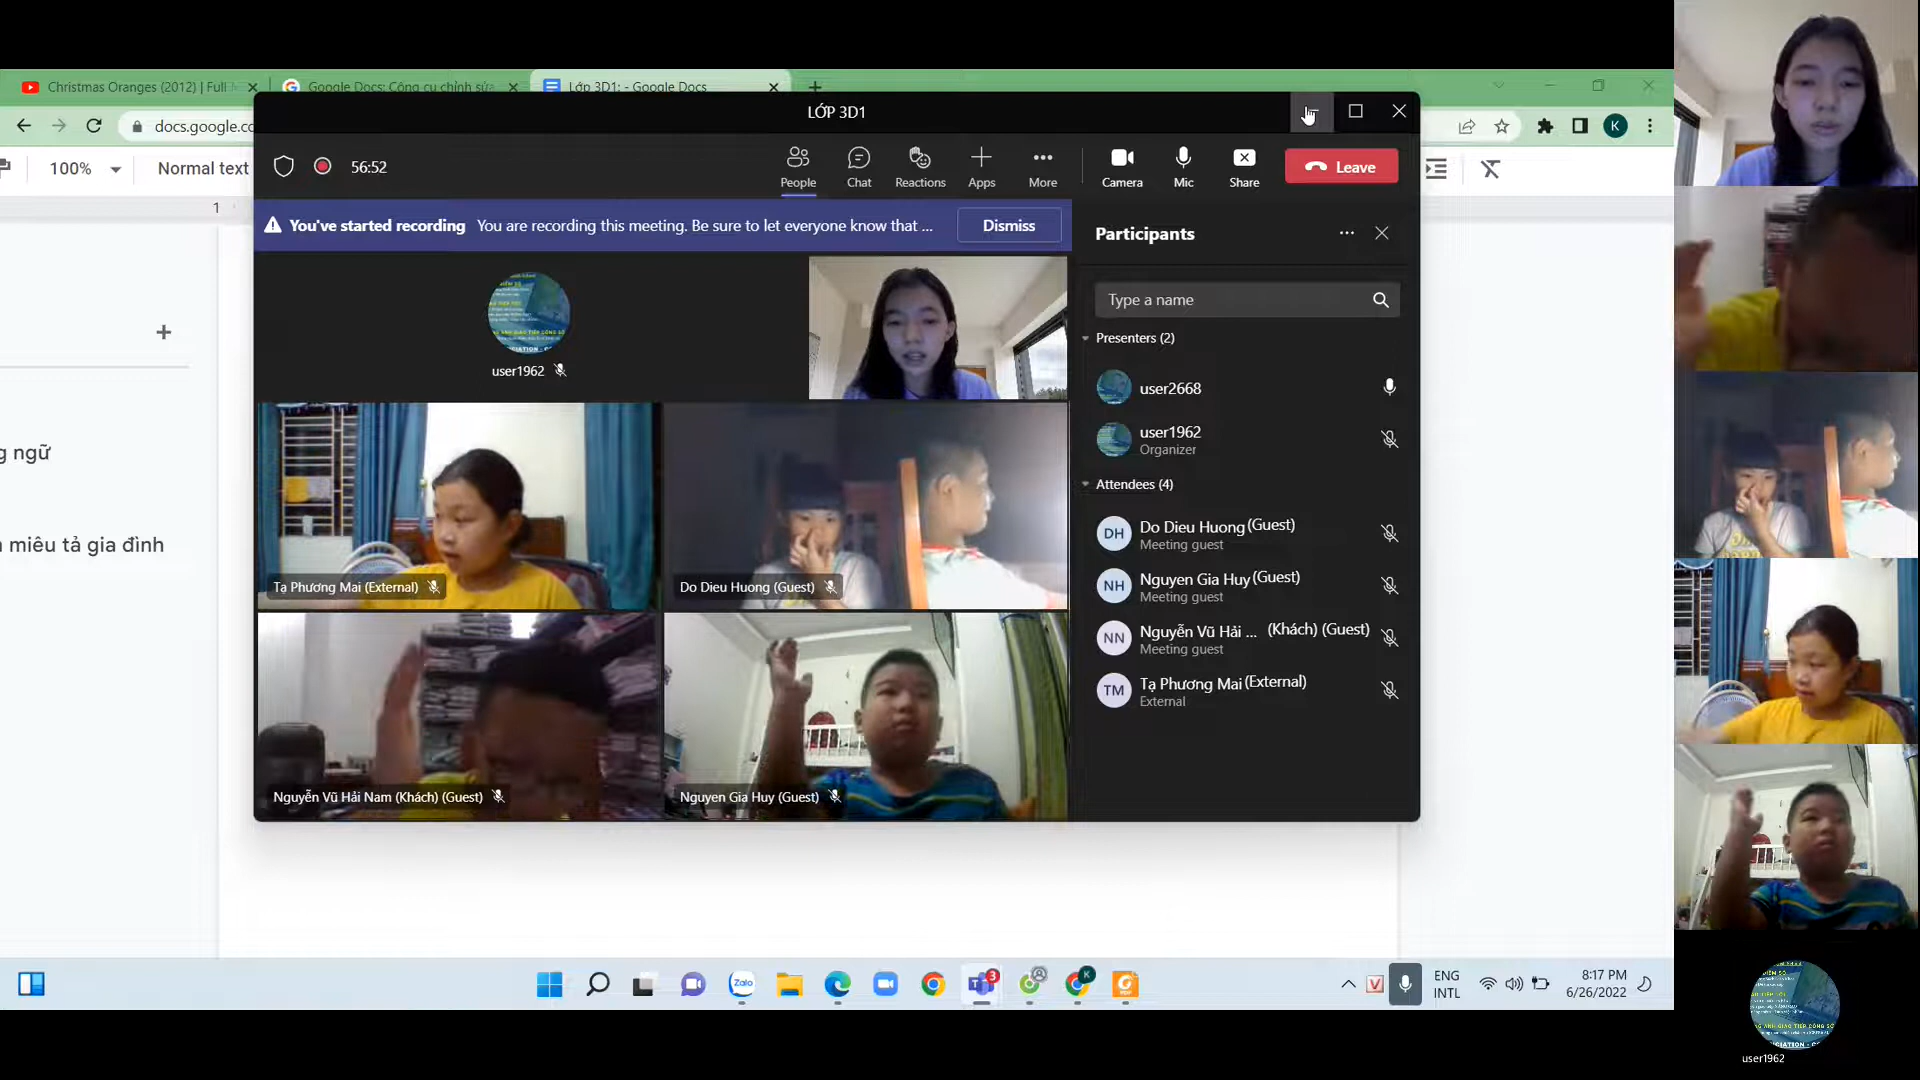 Christmas Oranges (2012) | Full
Google Docs: Công cụ chỉnh sửa
Lớp 3D1: - Google Docs
docs.google.co
K
100%
Normal text
1
g ngữ
miêu tả gia đình
LỚP 3D1
56:52
People
Chat
Reactions
Apps
More
Camera
Mic
Share
Leave
You've started recording You are recording this meeting. Be sure to let everyone know that ...
Dismiss
user1962
Tạ Phương Mai (External)
Do Dieu Huong (Guest)
Nguyễn Vũ Hải Nam (Khách) (Guest)
Nguyen Gia Huy (Guest)
Participants
Type a name
Presenters (2)
user2668
user1962
Organizer
Attendees (4)
DH
Do Dieu Huong (Guest)
Meeting guest
NH
Nguyen Gia Huy (Guest)
Meeting guest
NN
Nguyễn Vũ Hải ... (Khách) (Guest)
Meeting guest
TM
Tạ Phương Mai (External)
External
Zalo
3
K
V
ENG
INTL
8:17 PM
6/26/2022
user1962